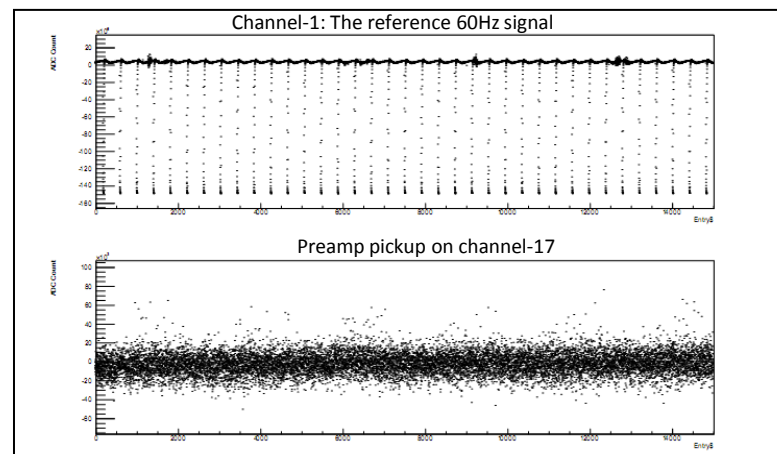 Channel-1: The reference 60Hz signal
×10³
ADC Count
20
0
-20
-40
-60
-80
-100
-120
-140
-160
0 2000 4000 6000 8000 10000 12000 14000
Entry$
Preamp pickup on channel-17
×10³
ADC Count
100
80
60
40
20
0
-20
-40
-60
0 2000 4000 6000 8000 10000 12000 14000
Entry$